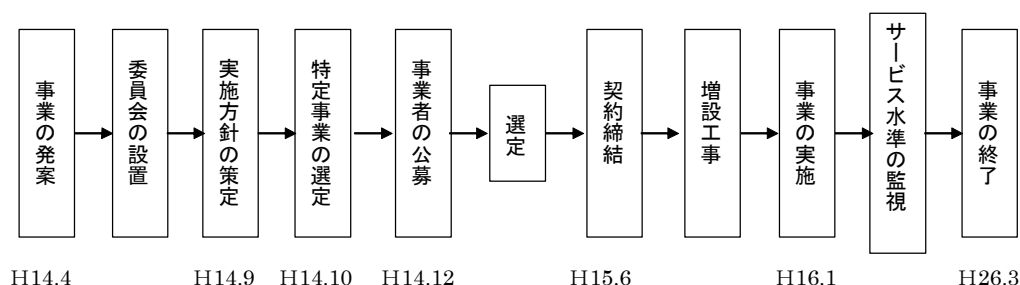 事業の発案
委員会の設置
実施方針の策定
特定事業の選定
事業者の公募
選定
契約締結
増設工事
事業の実施
サービス水準の監視
事業の終了
H14.4
H14.9
H14.10
H14.12
H15.6
H16.1
H26.3